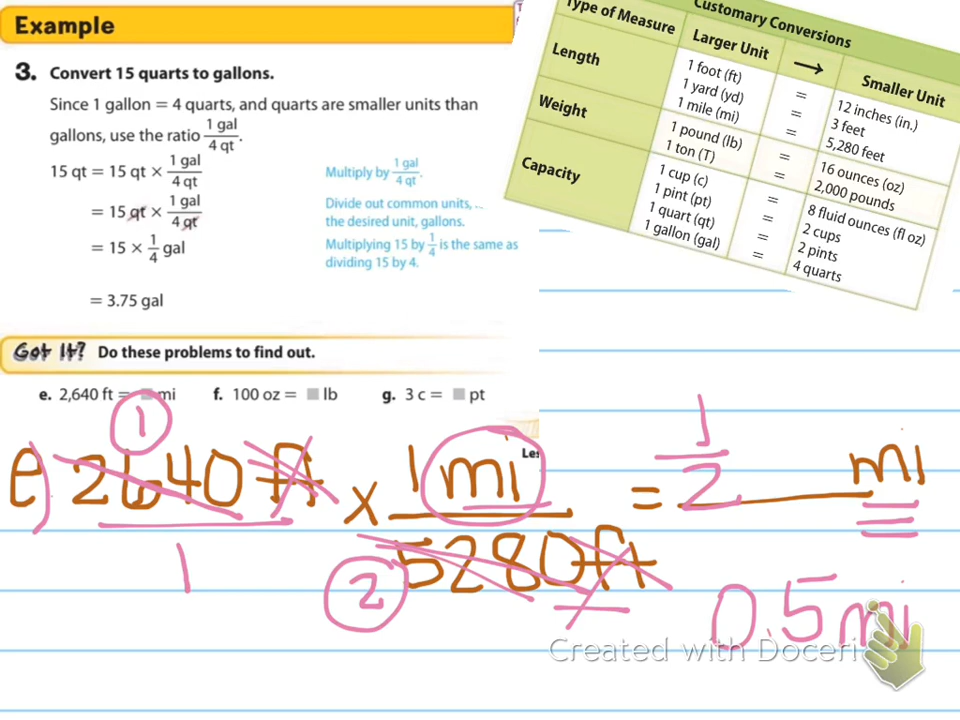 Example
3. Convert 15 quarts to gallons.
Since 1 gallon = 4 quarts, and quarts are smaller units than
gallons, use the ratio 1 gal / 4 qt.
15 qt = 15 qt × 1 gal / 4 qt
Multiply by 1 gal / 4 qt.
= 15 qt × 1 gal / 4 qt
Divide out common units, ..
the desired unit, gallons.
= 15 × 1/4 gal
Multiplying 15 by 1/4 is the same as
dividing 15 by 4.
= 3.75 gal
Customary Conversions
Type of Measure Larger Unit → Smaller Unit
Length 1 foot (ft) = 12 inches (in.)
1 yard (yd) = 3 feet
1 mile (mi) = 5,280 feet
Weight 1 pound (lb) = 16 ounces (oz)
1 ton (T) = 2,000 pounds
Capacity 1 cup (c) = 8 fluid ounces (fl oz)
1 pint (pt) = 2 cups
1 quart (qt) = 2 pints
1 gallon (gal) = 4 quarts
Got It? Do these problems to find out.
e. 2,640 ft = mi f. 100 oz = lb g. 3 c = pt
1
e) 2640 ft / 1 × 1 mi / 5280 ft = 1/2 mi
2
0.5 mi
Created with Doceri